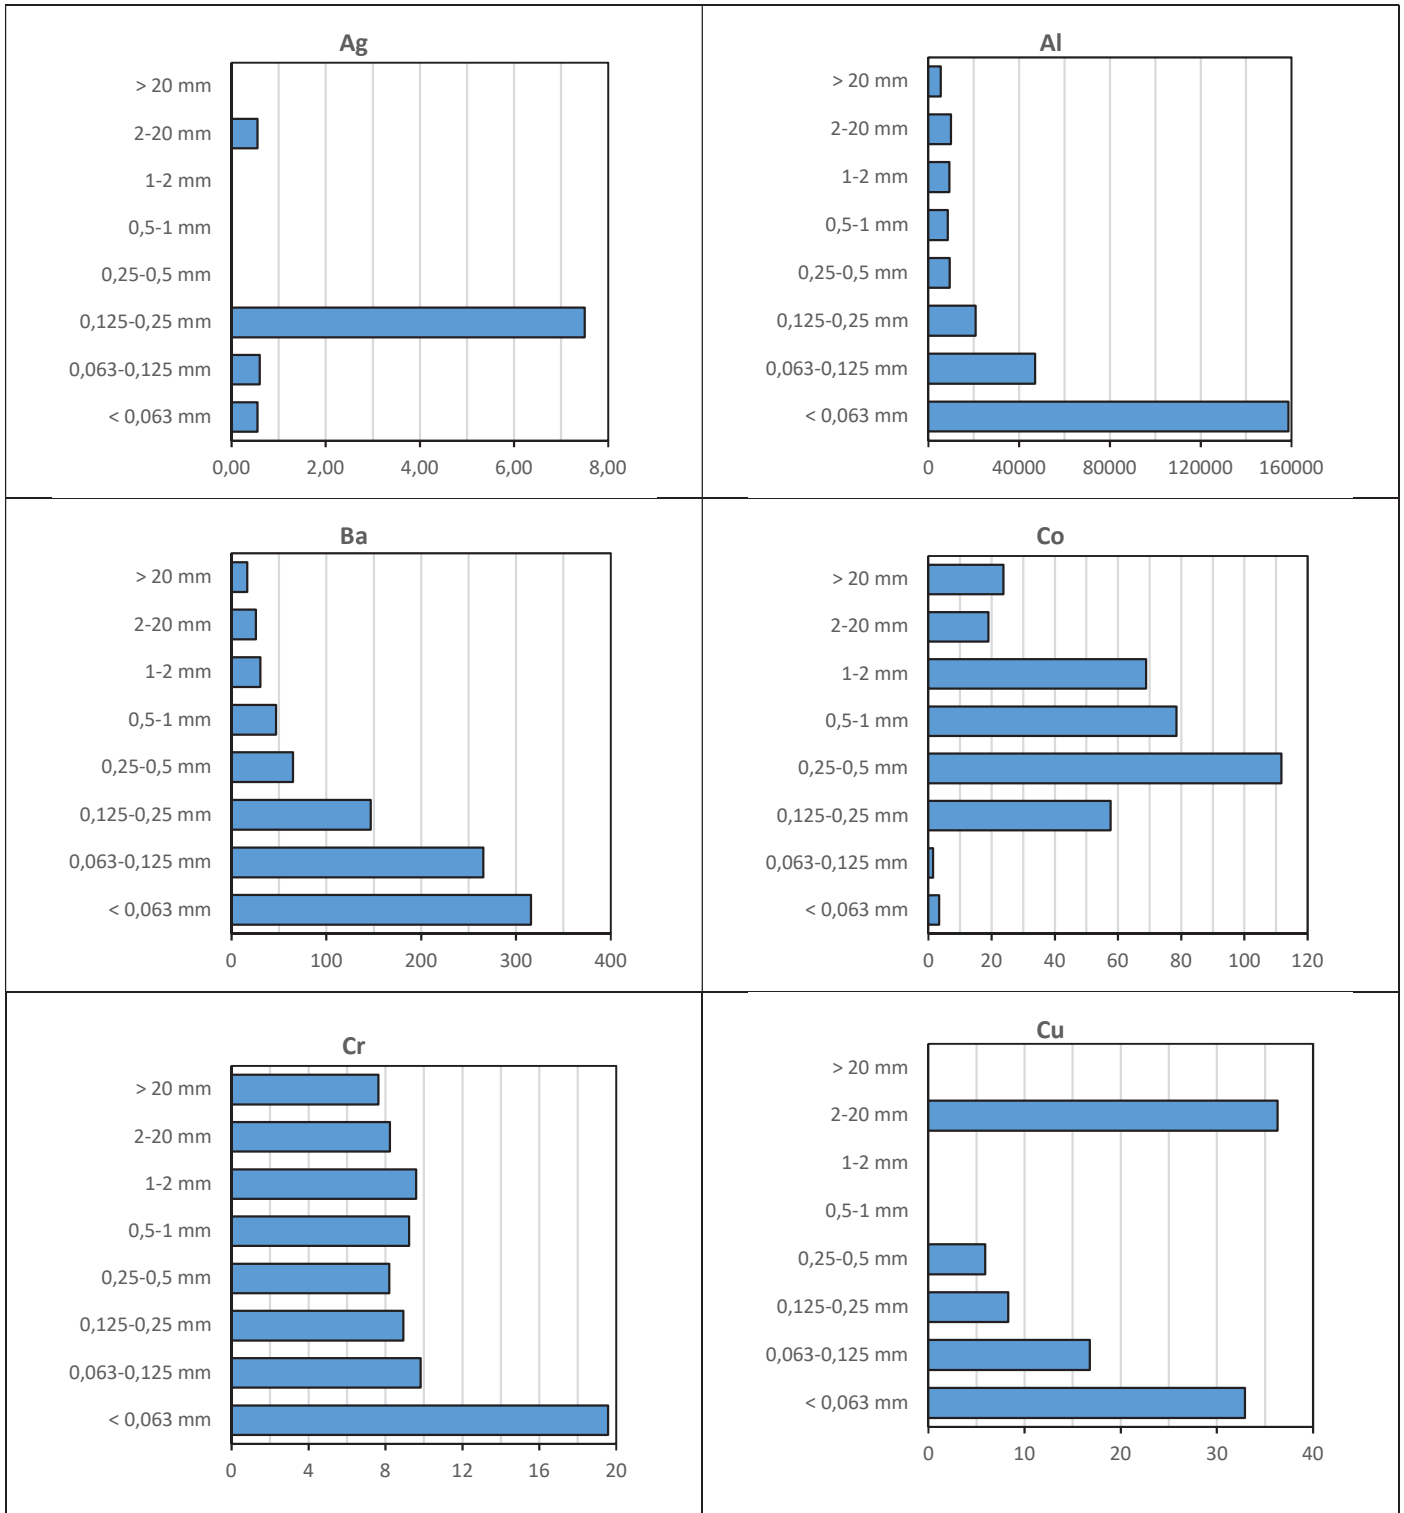 Ag
> 20 mm
2-20 mm
1-2 mm
0,5-1 mm
0,25-0,5 mm
0,125-0,25 mm
0,063-0,125 mm
< 0,063 mm
0,00 2,00 4,00 6,00 8,00
Al
> 20 mm
2-20 mm
1-2 mm
0,5-1 mm
0,25-0,5 mm
0,125-0,25 mm
0,063-0,125 mm
< 0,063 mm
0 40000 80000 120000 160000
Ba
> 20 mm
2-20 mm
1-2 mm
0,5-1 mm
0,25-0,5 mm
0,125-0,25 mm
0,063-0,125 mm
< 0,063 mm
0 100 200 300 400
Co
> 20 mm
2-20 mm
1-2 mm
0,5-1 mm
0,25-0,5 mm
0,125-0,25 mm
0,063-0,125 mm
< 0,063 mm
0 20 40 60 80 100 120
Cr
> 20 mm
2-20 mm
1-2 mm
0,5-1 mm
0,25-0,5 mm
0,125-0,25 mm
0,063-0,125 mm
< 0,063 mm
0 4 8 12 16 20
Cu
> 20 mm
2-20 mm
1-2 mm
0,5-1 mm
0,25-0,5 mm
0,125-0,25 mm
0,063-0,125 mm
< 0,063 mm
0 10 20 30 40